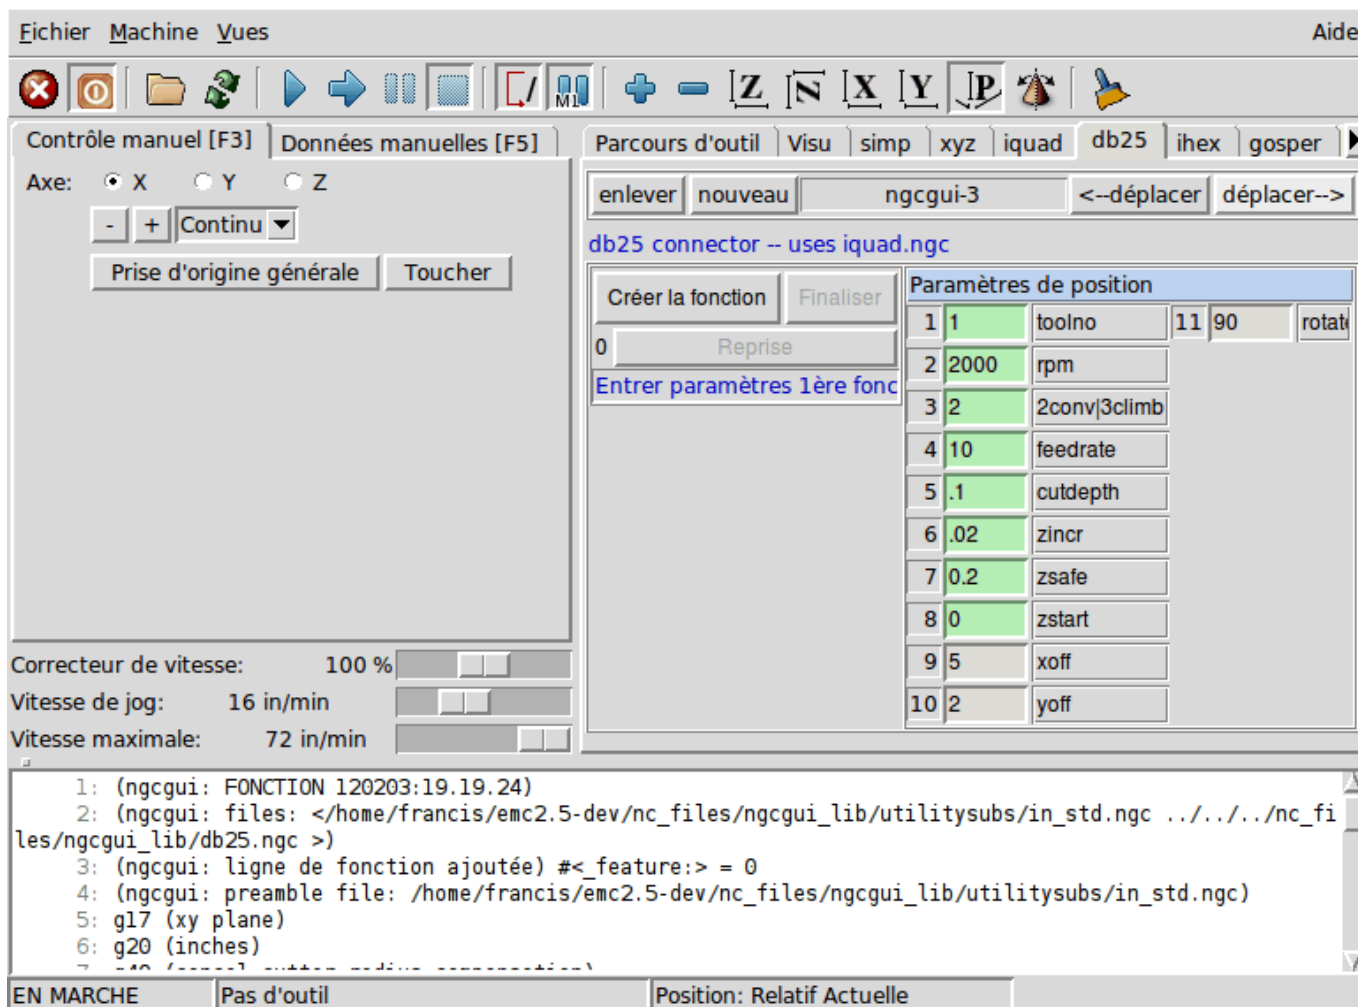 Fichier Machine Vues Aide
Z N X Y P
M1
Contrôle manuel [F3] Données manuelles [F5]
Parcours d'outil Visu simp xyz iquad db25 ihex gosper
Axe: X Y Z
- + Continu
Prise d'origine générale Toucher
enlever nouveau ngcgui-3 <--déplacer déplacer-->
db25 connector -- uses iquad.ngc
Créer la fonction Finaliser
0 Reprise
Entrer paramètres 1ère fonc
Paramètres de position
1 1 toolno 11 90 rotate
2 2000 rpm
3 2 2conv|3climb
4 10 feedrate
5 .1 cutdepth
6 .02 zincr
7 0.2 zsafe
8 0 zstart
9 5 xoff
10 2 yoff
Correcteur de vitesse: 100 %
Vitesse de jog: 16 in/min
Vitesse maximale: 72 in/min
1: (ngcgui: FONCTION 120203:19.19.24)
2: (ngcgui: files: </home/francis/emc2.5-dev/nc_files/ngcgui_lib/utilitysubs/in_std.ngc ../../../nc_fi
les/ngcgui_lib/db25.ngc >)
3: (ngcgui: ligne de fonction ajoutée) #<_feature:> = 0
4: (ngcgui: preamble file: /home/francis/emc2.5-dev/nc_files/ngcgui_lib/utilitysubs/in_std.ngc)
5: g17 (xy plane)
6: g20 (inches)
7: g40 (cancel cutter radius compensation)
EN MARCHE Pas d'outil Position: Relatif Actuelle